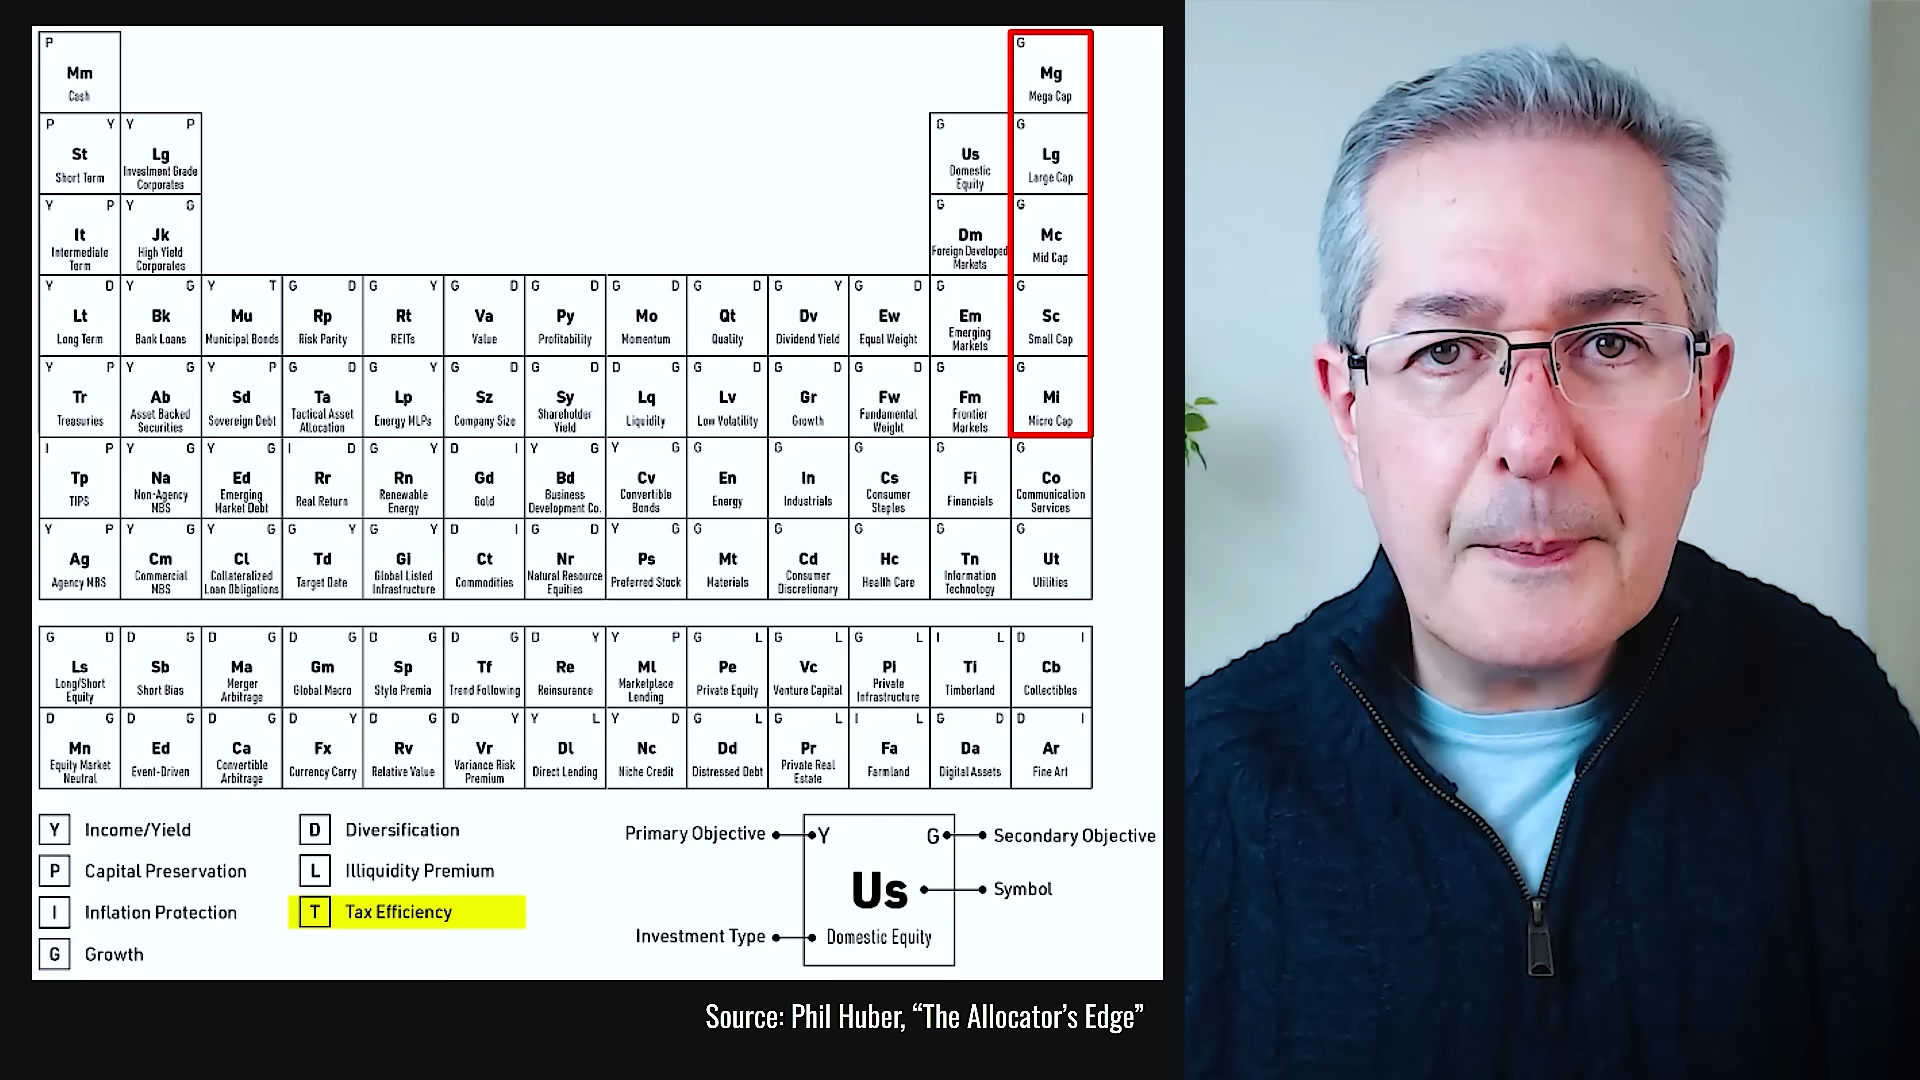 P
Mm
Cash
G
Mg
Mega Cap
P Y
St
Short Term
Y P
Lg
Investment Grade
Corporates
G
Us
Domestic
Equity
G
Lg
Large Cap
Y P
It
Intermediate
Term
Y G
Jk
High Yield
Corporates
G
Dm
Foreign Developed
Markets
G
Mc
Mid Cap
Y D
Lt
Long Term
Y G
Bk
Bank Loans
Y T
Mu
Municipal Bonds
G D
Rp
Risk Parity
G Y
Rt
REITs
G D
Va
Value
G D
Py
Profitability
G D
Mo
Momentum
G D
Qt
Quality
G Y
Dv
Dividend Yield
G D
Ew
Equal Weight
G
Em
Emerging
Markets
G
Sc
Small Cap
Y P
Tr
Treasuries
Y G
Ab
Asset Backed
Securities
Y P
Sd
Sovereign Debt
G D
Ta
Tactical Asset
Allocation
G Y
Lp
Energy MLPs
G D
Sz
Company Size
G D
Sy
Shareholder
Yield
D G
Lq
Liquidity
G D
Lv
Low Volatility
G D
Gr
Growth
G D
Fw
Fundamental
Weight
G
Fm
Frontier
Markets
G
Mi
Micro Cap
I P
Tp
TIPS
Y G
Na
Non-Agency
MBS
Y G
Ed
Emerging
Market Debt
I D
Rr
Real Return
G Y
Rn
Renewable
Energy
D I
Gd
Gold
Y G
Bd
Business
Development Co.
Y G
Cv
Convertible
Bonds
G
En
Energy
G
In
Industrials
G
Cs
Consumer
Staples
G
Fi
Financials
G
Co
Communication
Services
Y P
Ag
Agency MBS
Y G
Cm
Commercial
MBS
Y G
Cl
Collateralized
Loan Obligations
G Y
Td
Target Date
G Y
Gi
Global Listed
Infrastructure
D I
Ct
Commodities
G D
Nr
Natural Resource
Equities
Y G
Ps
Preferred Stock
G
Mt
Materials
G
Cd
Consumer
Discretionary
G
Hc
Health Care
G
Tn
Information
Technology
G
Ut
Utilities
G D
Ls
Long/Short
Equity
D G
Sb
Short Bias
D G
Ma
Merger
Arbitrage
D G
Gm
Global Macro
D G
Sp
Style Premia
D G
Tf
Trend Following
D Y
Re
Reinsurance
Y P
Ml
Marketplace
Lending
G L
Pe
Private Equity
G L
Vc
Venture Capital
G L
Pi
Private
Infrastructure
I L
Ti
Timberland
D I
Cb
Collectibles
D G
Mn
Equity Market
Neutral
D G
Ed
Event-Driven
D G
Ca
Convertible
Arbitrage
D Y
Fx
Currency Carry
D G
Rv
Relative Value
D Y
Vr
Variance Risk
Premium
Y L
Dl
Direct Lending
Y D
Nc
Niche Credit
G L
Dd
Distressed Debt
G L
Pr
Private Real
Estate
I L
Fa
Farmland
G D
Da
Digital Assets
D I
Ar
Fine Art
Y Income/Yield
P Capital Preservation
I Inflation Protection
G Growth
D Diversification
L Illiquidity Premium
T Tax Efficiency
Primary Objective
Y G
Secondary Objective
Us
Symbol
Investment Type
Domestic Equity
Source: Phil Huber, “The Allocator’s Edge”